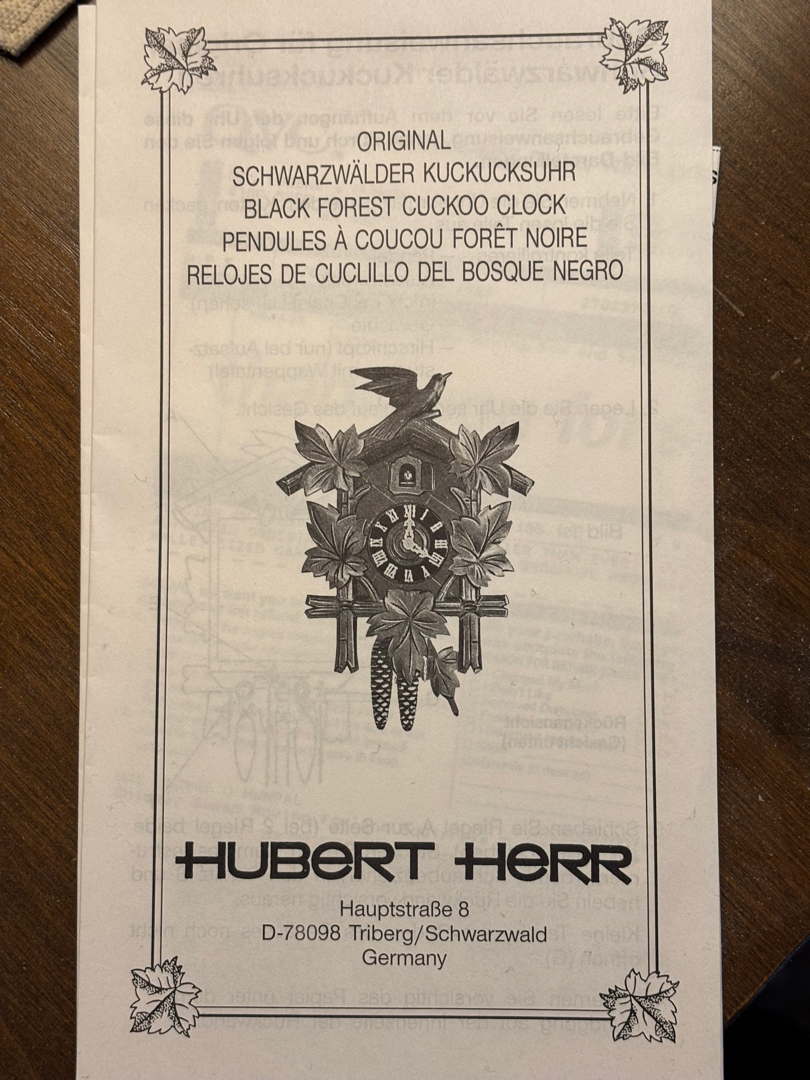 ORIGINAL
SCHWARZWÄLDER KUCKUCKSUHR
BLACK FOREST CUCKOO CLOCK
PENDULES À COUCOU FORÊT NOIRE
RELOJES DE CUCLILLO DEL BOSQUE NEGRO
HUBERT HERR
Hauptstraße 8
D-78098 Triberg/Schwarzwald
Germany